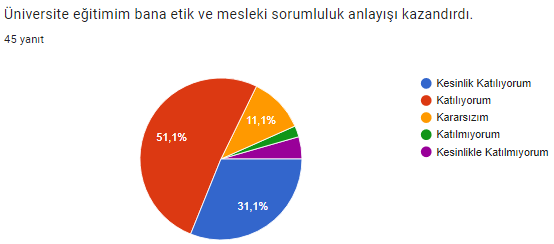 Üniversite eğitimim bana etik ve mesleki sorumluluk anlayışı kazandırdı.
45 yanıt
Kesinlik Katılıyorum
Katılıyorum
Kararsızım
Katılmıyorum
Kesinlikle Katılmıyorum
11,1%
51,1%
31,1%